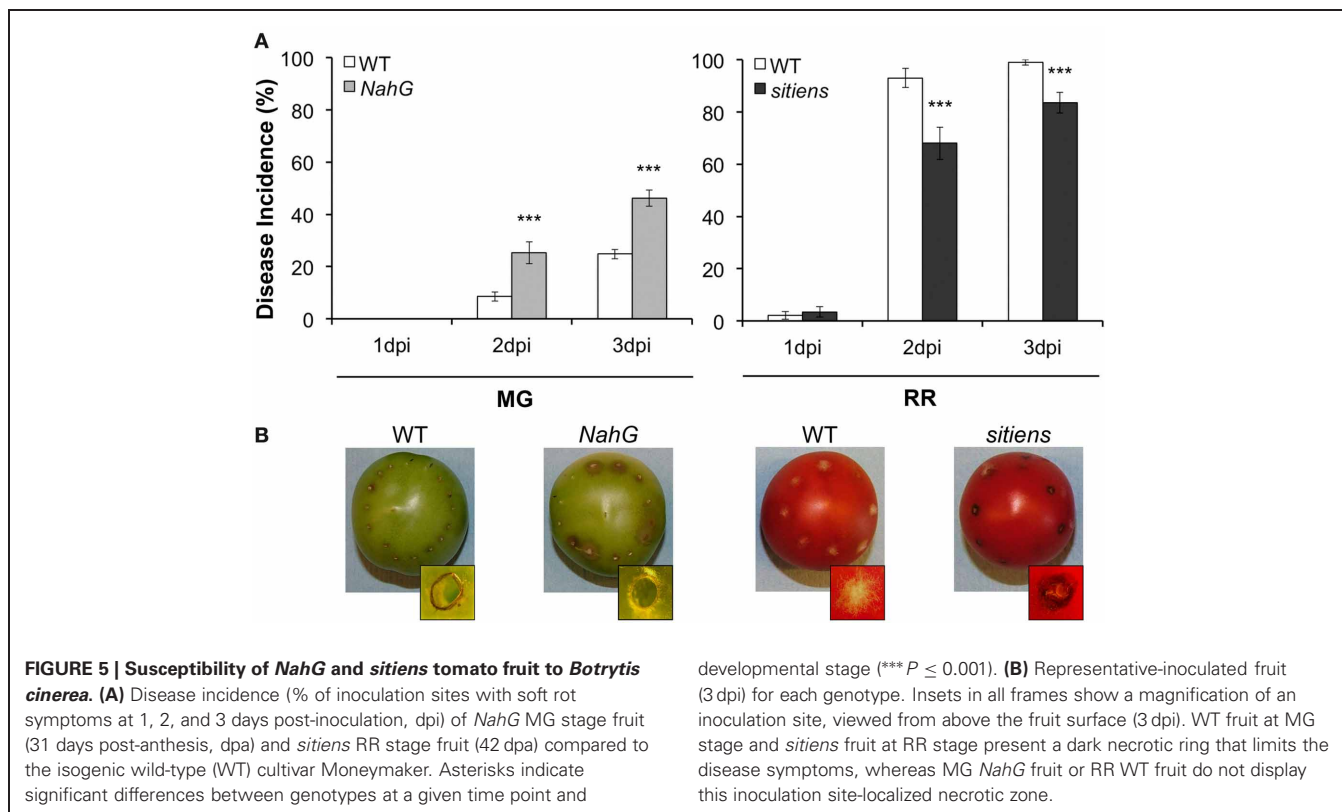 A
WT
NahG
Disease Incidence (%)
100
80
60
40
20
0
***
***
1dpi 2dpi 3dpi
MG
WT
sitiens
100
80
60
40
20
0
***
***
1dpi 2dpi 3dpi
RR
B
WT NahG WT sitiens
FIGURE 5 | Susceptibility of NahG and sitiens tomato fruit to Botrytis
cinerea. (A) Disease incidence (% of inoculation sites with soft rot
symptoms at 1, 2, and 3 days post-inoculation, dpi) of NahG MG stage fruit
(31 days post-anthesis, dpa) and sitiens RR stage fruit (42 dpa) compared to
the isogenic wild-type (WT) cultivar Moneymaker. Asterisks indicate
significant differences between genotypes at a given time point and
developmental stage (***P ≤ 0.001). (B) Representative-inoculated fruit
(3 dpi) for each genotype. Insets in all frames show a magnification of an
inoculation site, viewed from above the fruit surface (3 dpi). WT fruit at MG
stage and sitiens fruit at RR stage present a dark necrotic ring that limits the
disease symptoms, whereas MG NahG fruit or RR WT fruit do not display
this inoculation site-localized necrotic zone.